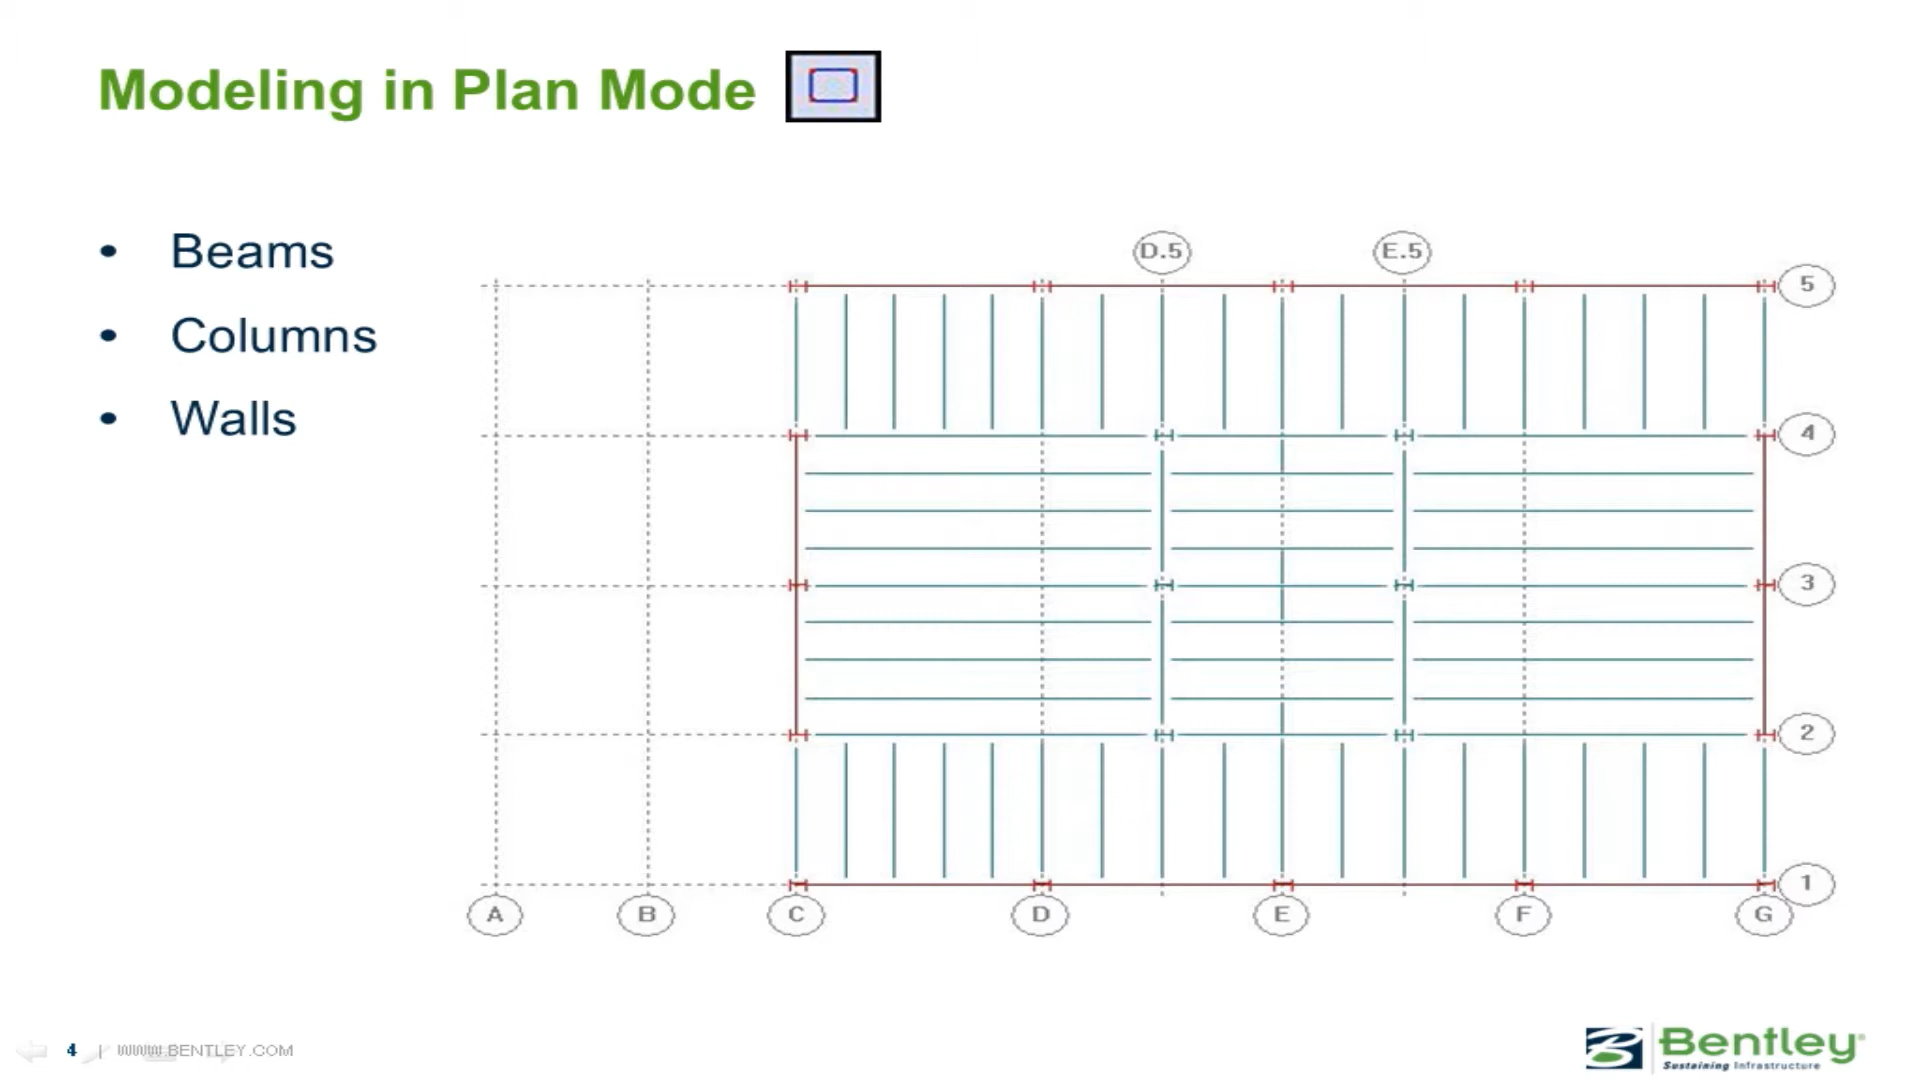 Modeling in Plan Mode
• Beams
• Columns
• Walls
D.5 E.5
5
4
3
2
1
A B C D E F G
4 | WWW.BENTLEY.COM
Bentley®
Sustaining Infrastructure